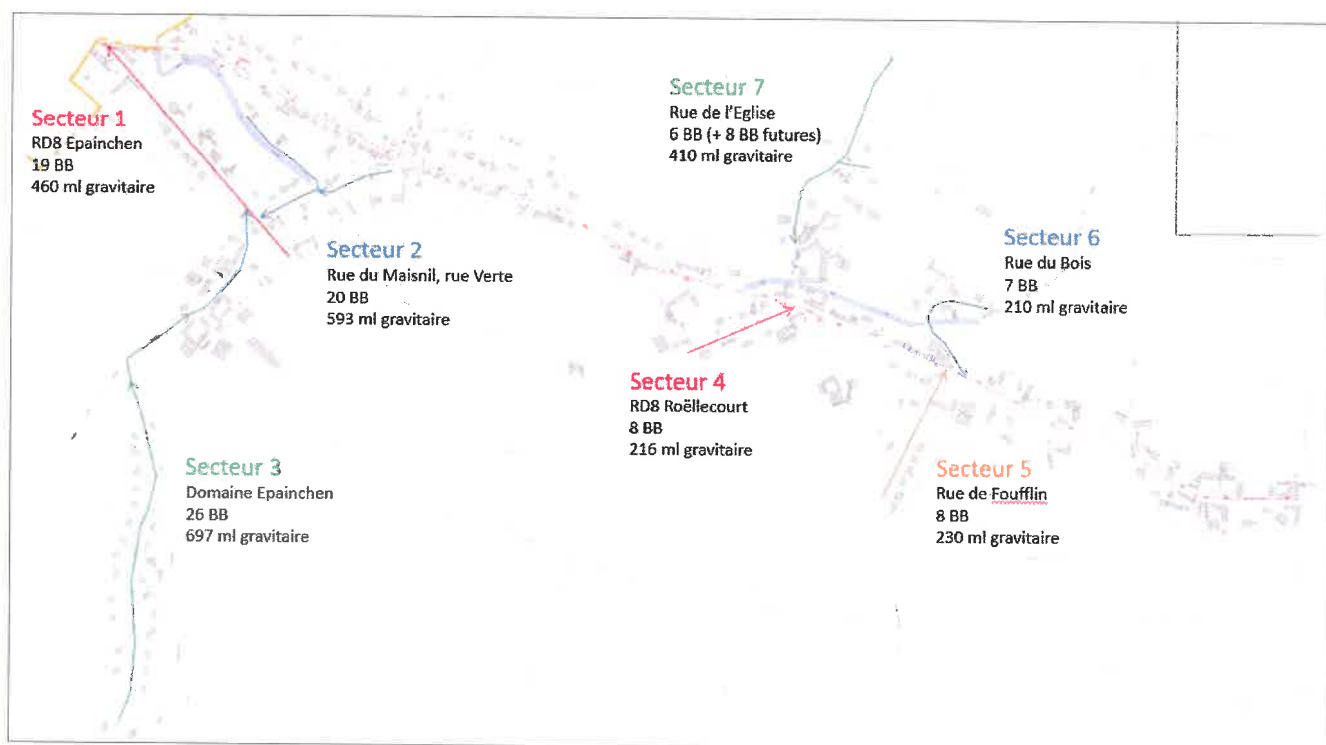 Secteur 1
RD8 Epainchen
19 BB
460 ml gravitaire
Secteur 7
Rue de l'Eglise
6 BB (+ 8 BB futures)
410 ml gravitaire
Secteur 2
Rue du Maisnil, rue Verte
20 BB
593 ml gravitaire
Secteur 6
Rue du Bois
7 BB
210 ml gravitaire
Secteur 4
RD8 Roëllecourt
8 BB
216 ml gravitaire
Secteur 3
Domaine Epainchen
26 BB
697 ml gravitaire
Secteur 5
Rue de Foufflin
8 BB
230 ml gravitaire